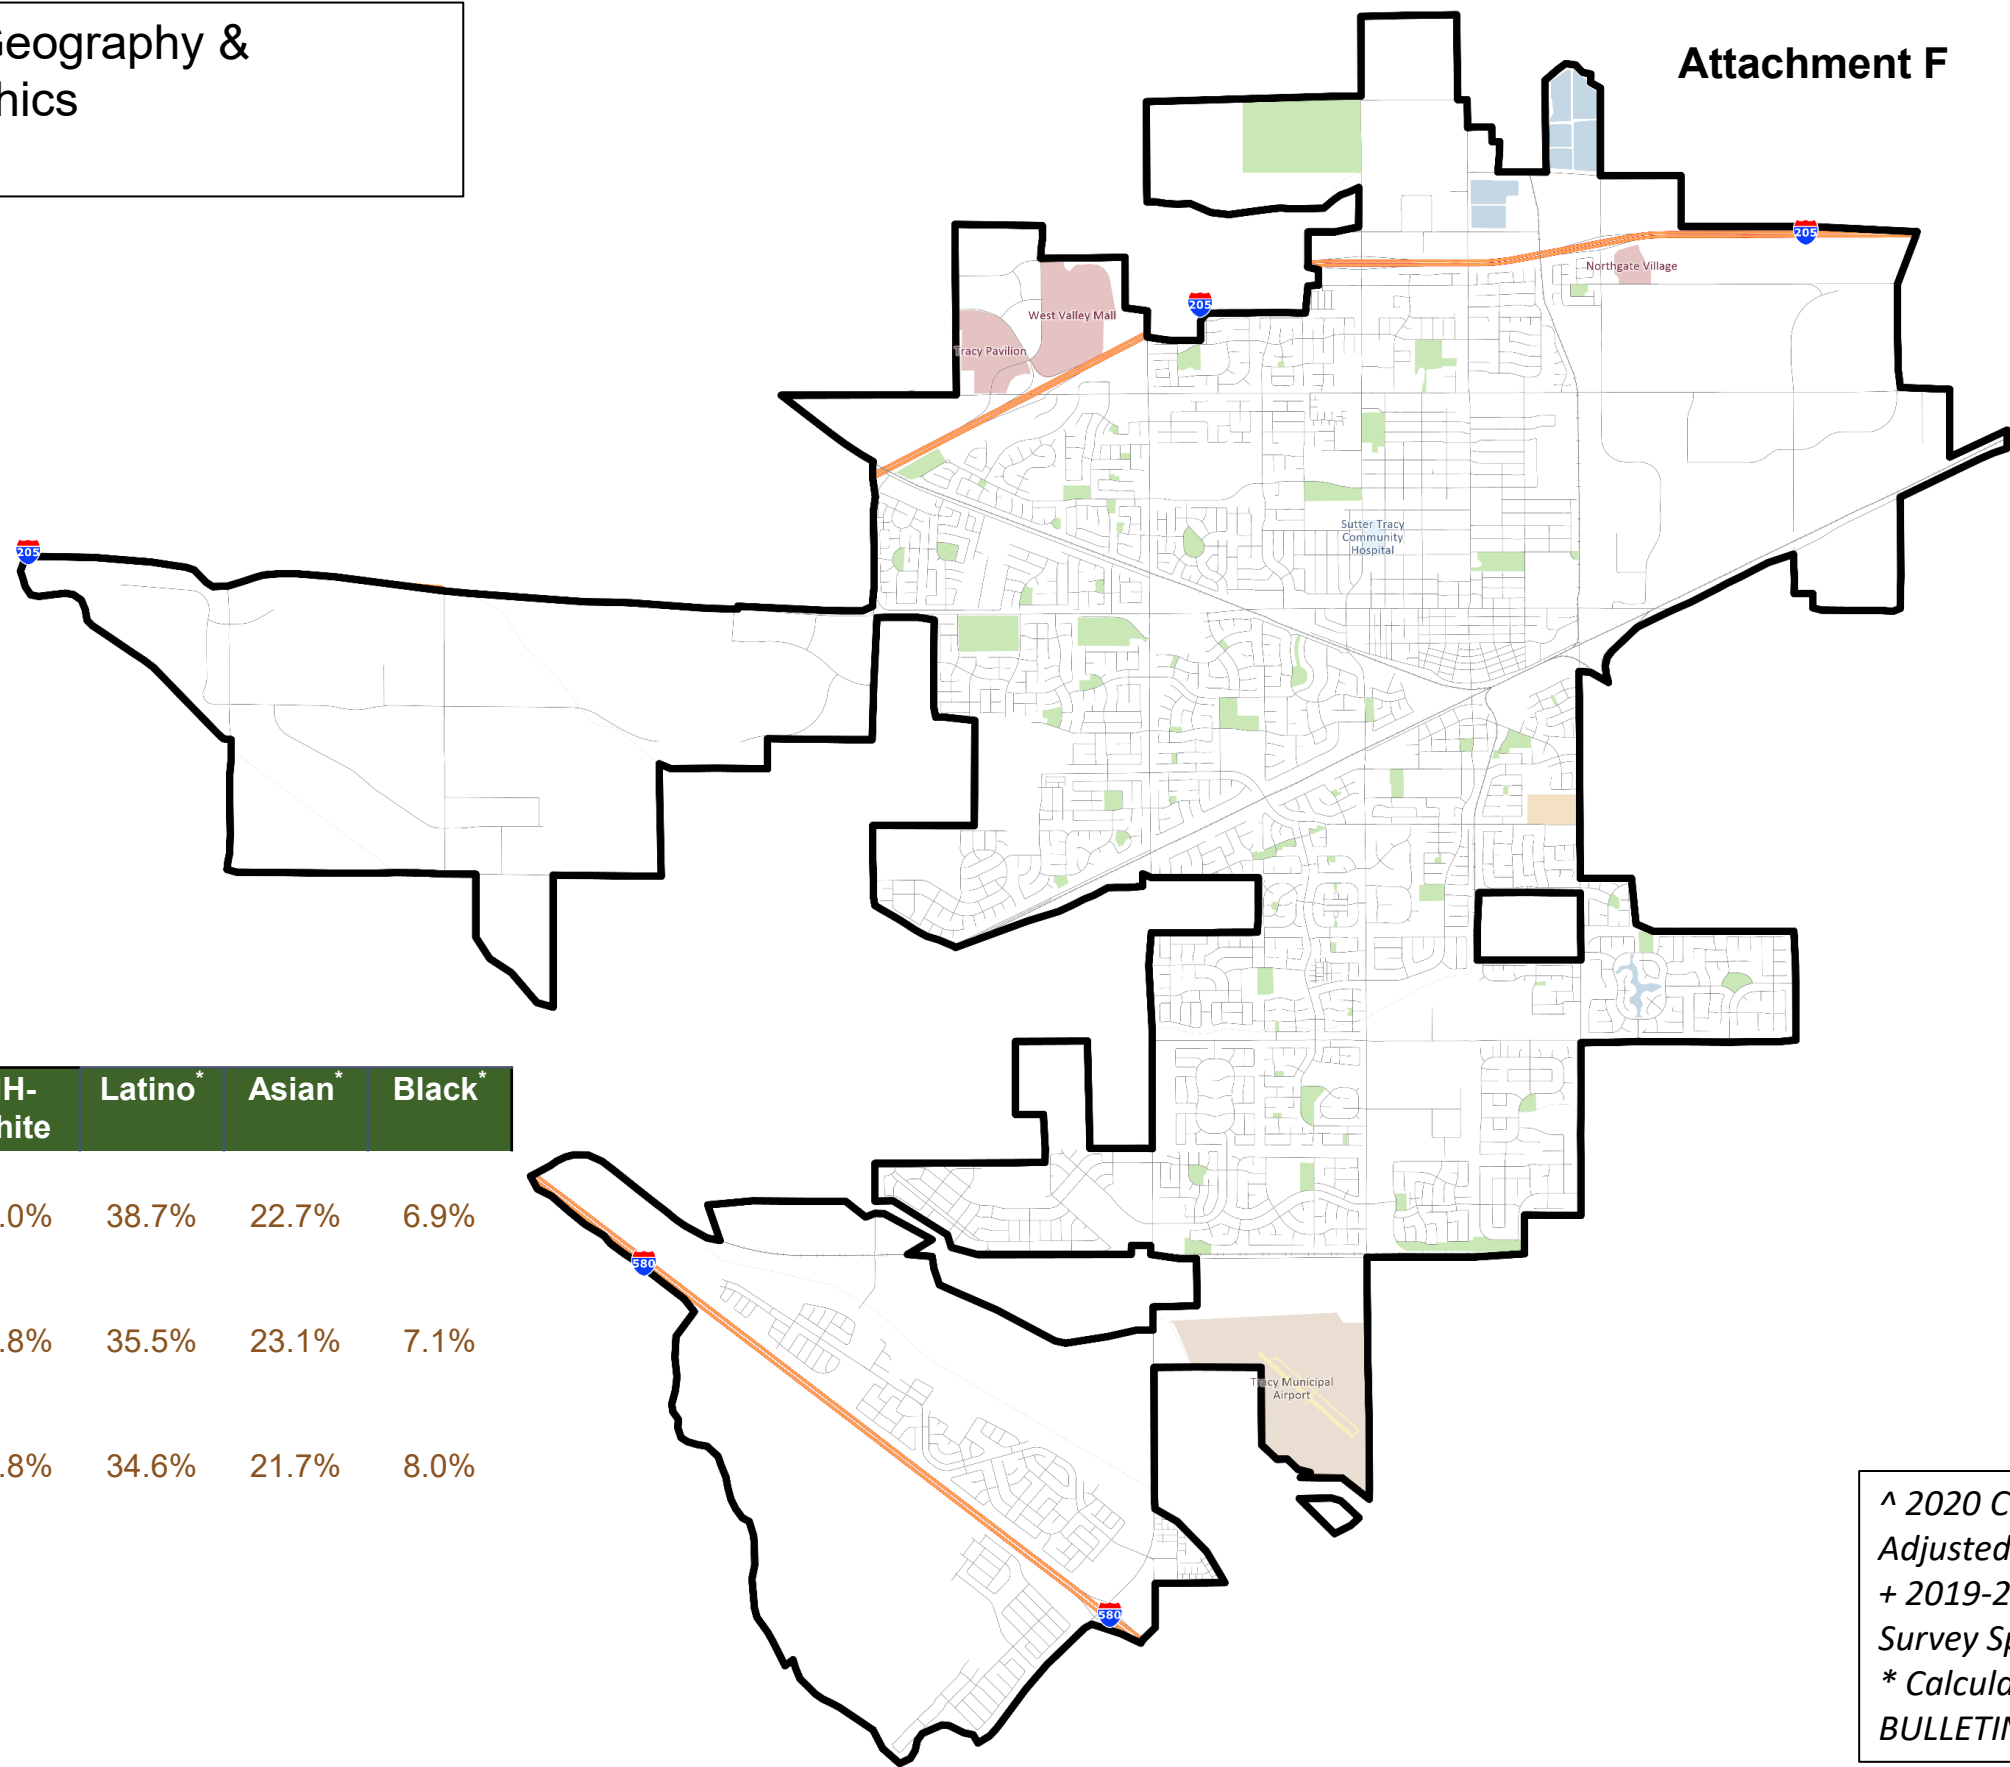 Geography &
hics
Attachment F
205
Northgate Village
West Valley Mall
205
Tracy Pavilion
Sutter Tracy
Community
Hospital
205
H- Latino* Asian* Black*
hite
.0% 38.7% 22.7% 6.9%
.8% 35.5% 23.1% 7.1%
.8% 34.6% 21.7% 8.0%
580
Tracy Municipal
Airport
580
^ 2020 C
Adjusted
+ 2019-2
Survey Sp
* Calcula
BULLETIN